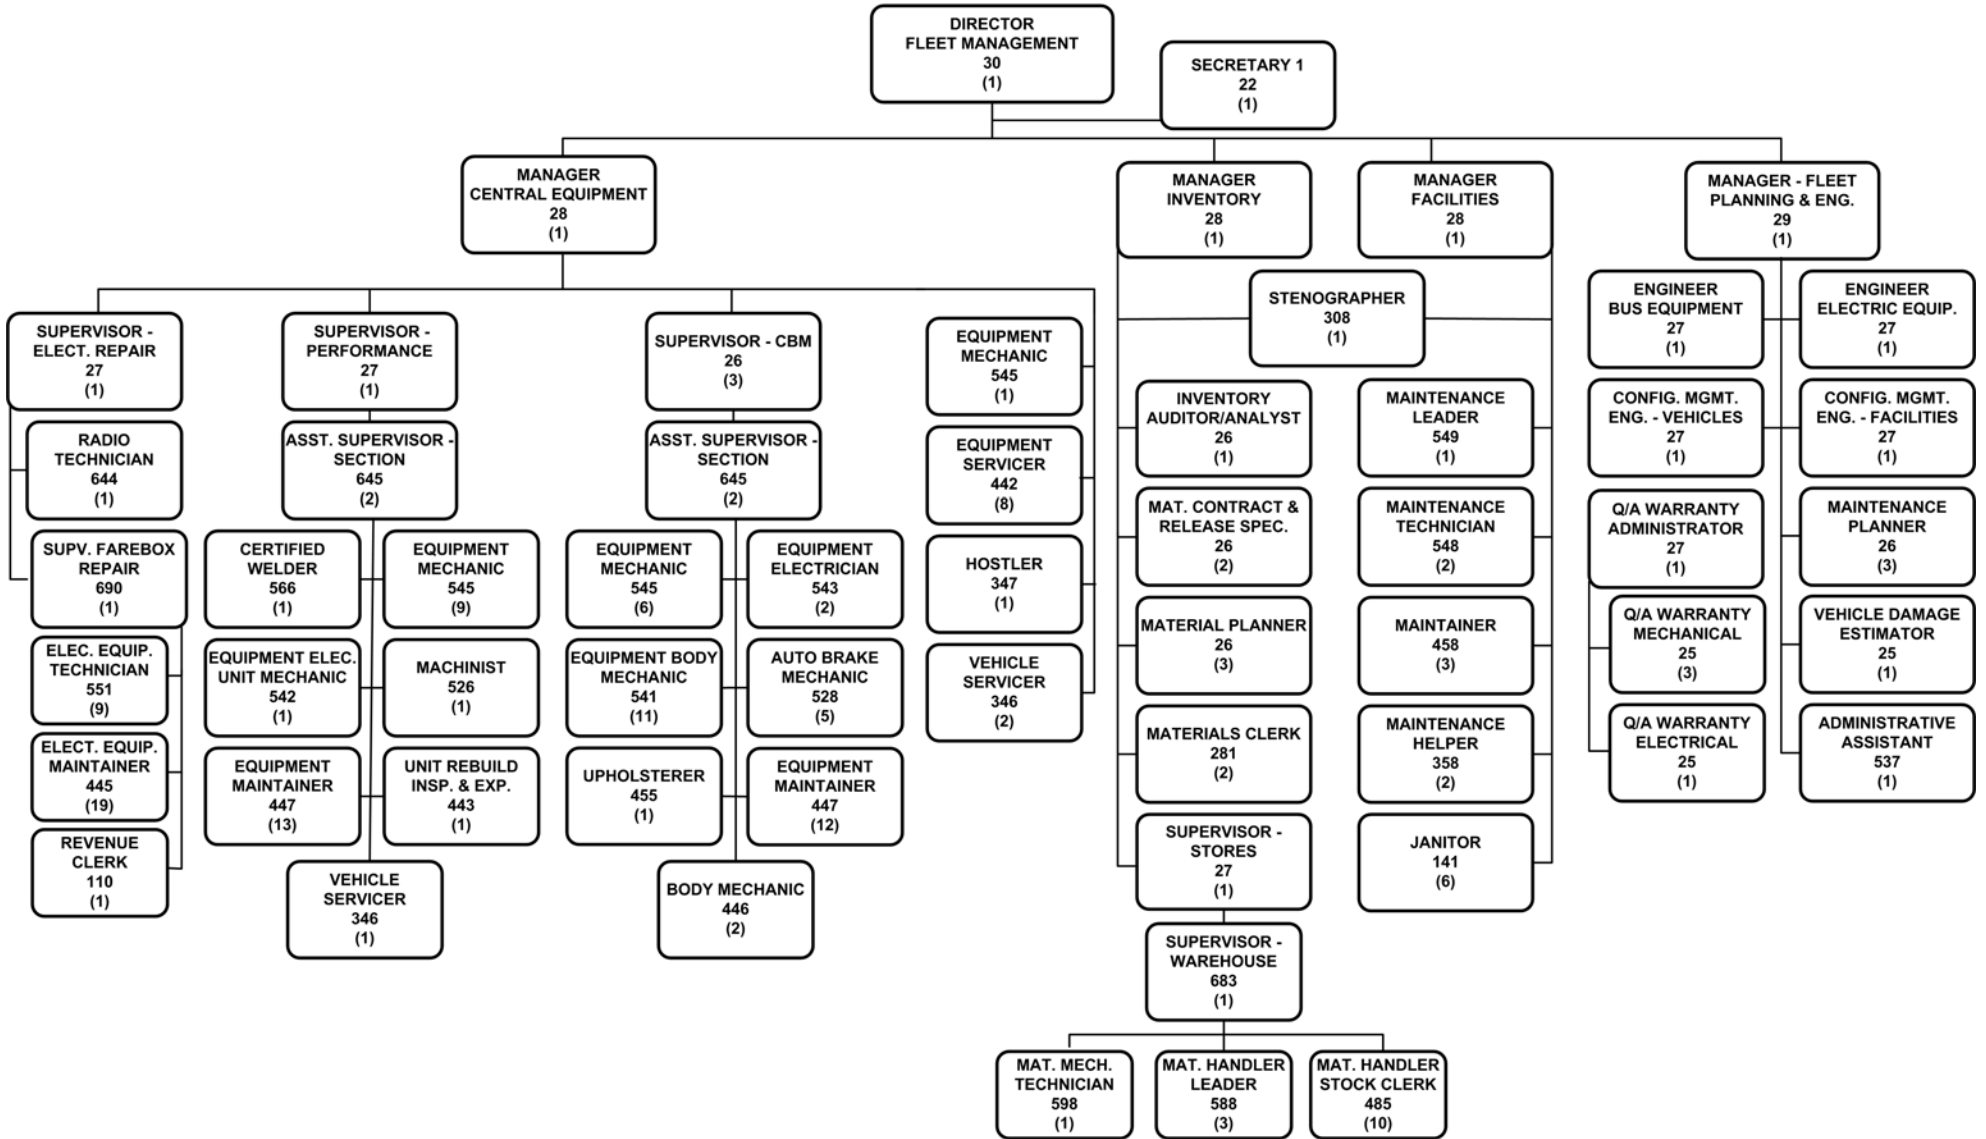 DIRECTOR
FLEET MANAGEMENT
30
(1)
SECRETARY 1
22
(1)
MANAGER
CENTRAL EQUIPMENT
28
(1)
MANAGER
INVENTORY
28
(1)
MANAGER
FACILITIES
28
(1)
MANAGER - FLEET
PLANNING & ENG.
29
(1)
SUPERVISOR -
ELECT. REPAIR
27
(1)
RADIO
TECHNICIAN
644
(1)
SUPV. FAREBOX
REPAIR
690
(1)
ELEC. EQUIP.
TECHNICIAN
551
(9)
ELECT. EQUIP.
MAINTAINER
445
(19)
REVENUE
CLERK
110
(1)
SUPERVISOR -
PERFORMANCE
27
(1)
ASST. SUPERVISOR -
SECTION
645
(2)
CERTIFIED
WELDER
566
(1)
EQUIPMENT
MECHANIC
545
(9)
EQUIPMENT ELEC.
UNIT MECHANIC
542
(1)
MACHINIST
526
(1)
EQUIPMENT
MAINTAINER
447
(13)
UNIT REBUILD
INSP. & EXP.
443
(1)
VEHICLE
SERVICER
346
(1)
SUPERVISOR - CBM
26
(3)
ASST. SUPERVISOR -
SECTION
645
(2)
EQUIPMENT
MECHANIC
545
(6)
EQUIPMENT
ELECTRICIAN
543
(2)
EQUIPMENT BODY
MECHANIC
541
(11)
AUTO BRAKE
MECHANIC
528
(5)
UPHOLSTERER
455
(1)
EQUIPMENT
MAINTAINER
447
(12)
BODY MECHANIC
446
(2)
EQUIPMENT
MECHANIC
545
(1)
EQUIPMENT
SERVICER
442
(8)
HOSTLER
347
(1)
VEHICLE
SERVICER
346
(2)
STENOGRAPHER
308
(1)
INVENTORY
AUDITOR/ANALYST
26
(1)
MAT. CONTRACT &
RELEASE SPEC.
26
(2)
MATERIAL PLANNER
26
(3)
MATERIALS CLERK
281
(2)
SUPERVISOR -
STORES
27
(1)
SUPERVISOR -
WAREHOUSE
683
(1)
MAT. MECH.
TECHNICIAN
598
(1)
MAT. HANDLER
LEADER
588
(3)
MAT. HANDLER
STOCK CLERK
485
(10)
MAINTENANCE
LEADER
549
(1)
MAINTENANCE
TECHNICIAN
548
(2)
MAINTAINER
458
(3)
MAINTENANCE
HELPER
358
(2)
JANITOR
141
(6)
ENGINEER
BUS EQUIPMENT
27
(1)
ENGINEER
ELECTRIC EQUIP.
27
(1)
CONFIG. MGMT.
ENG. - VEHICLES
27
(1)
CONFIG. MGMT.
ENG. - FACILITIES
27
(1)
Q/A WARRANTY
ADMINISTRATOR
27
(1)
MAINTENANCE
PLANNER
26
(3)
Q/A WARRANTY
MECHANICAL
25
(3)
VEHICLE DAMAGE
ESTIMATOR
25
(1)
Q/A WARRANTY
ELECTRICAL
25
(1)
ADMINISTRATIVE
ASSISTANT
537
(1)